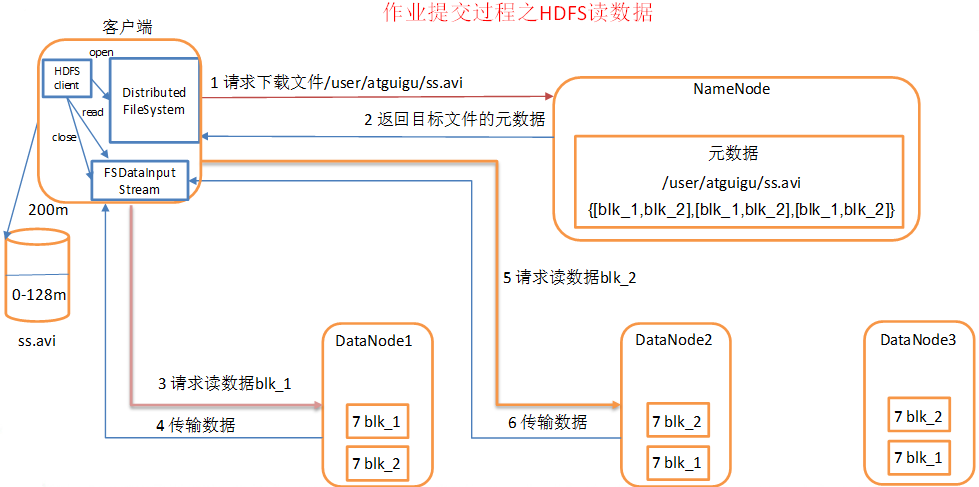 作业提交过程之HDFS读数据
客户端
open
HDFS
client
Distributed
FileSystem
read
close
FSDataInput
Stream
1 请求下载文件/user/atguigu/ss.avi
2 返回目标文件的元数据
NameNode
元数据
/user/atguigu/ss.avi
{[blk_1,blk_2],[blk_1,blk_2],[blk_1,blk_2]}
200m
0-128m
ss.avi
5 请求读数据blk_2
3 请求读数据blk_1
4 传输数据
6 传输数据
DataNode1
7 blk_1
7 blk_2
DataNode2
7 blk_2
7 blk_1
DataNode3
7 blk_2
7 blk_1